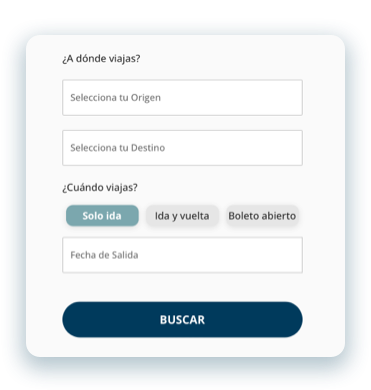 ¿A dónde viajas?
Selecciona tu Origen
Selecciona tu Destino
¿Cuándo viajas?
Solo ida
Ida y vuelta
Boleto abierto
Fecha de Salida
BUSCAR